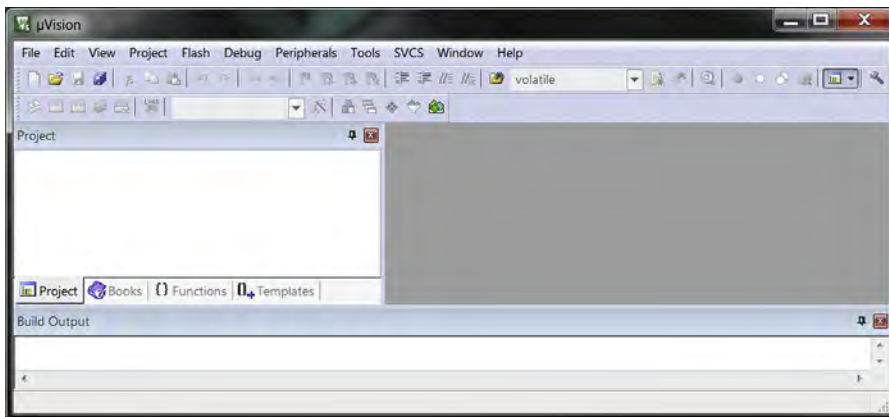 µVision
File Edit View Project Flash Debug Peripherals Tools SVCS Window Help
volatile
Project
Project Books {} Functions 0+ Templates
Build Output